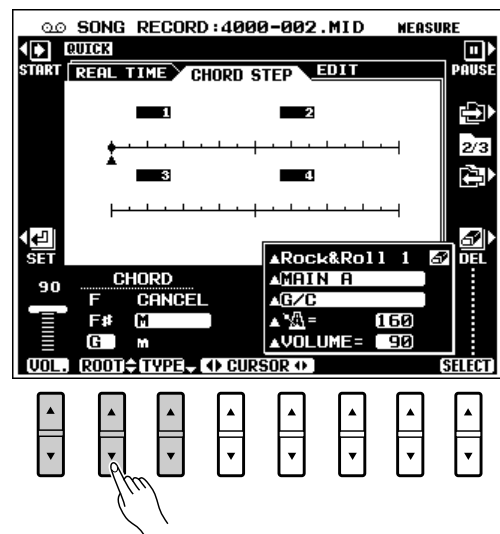 SONG RECORD:4000-002.MID MEASURE
QUICK
START REAL TIME CHORD STEP EDIT PAUSE
1 2
2/3
3 4
SET DEL
▲Rock&Roll 1
▲MAIN A
▲G/C
▲ = 160
▲VOLUME= 90
90 CHORD
F CANCEL
F# M
G m
VOL. ROOT TYPE CURSOR SELECT